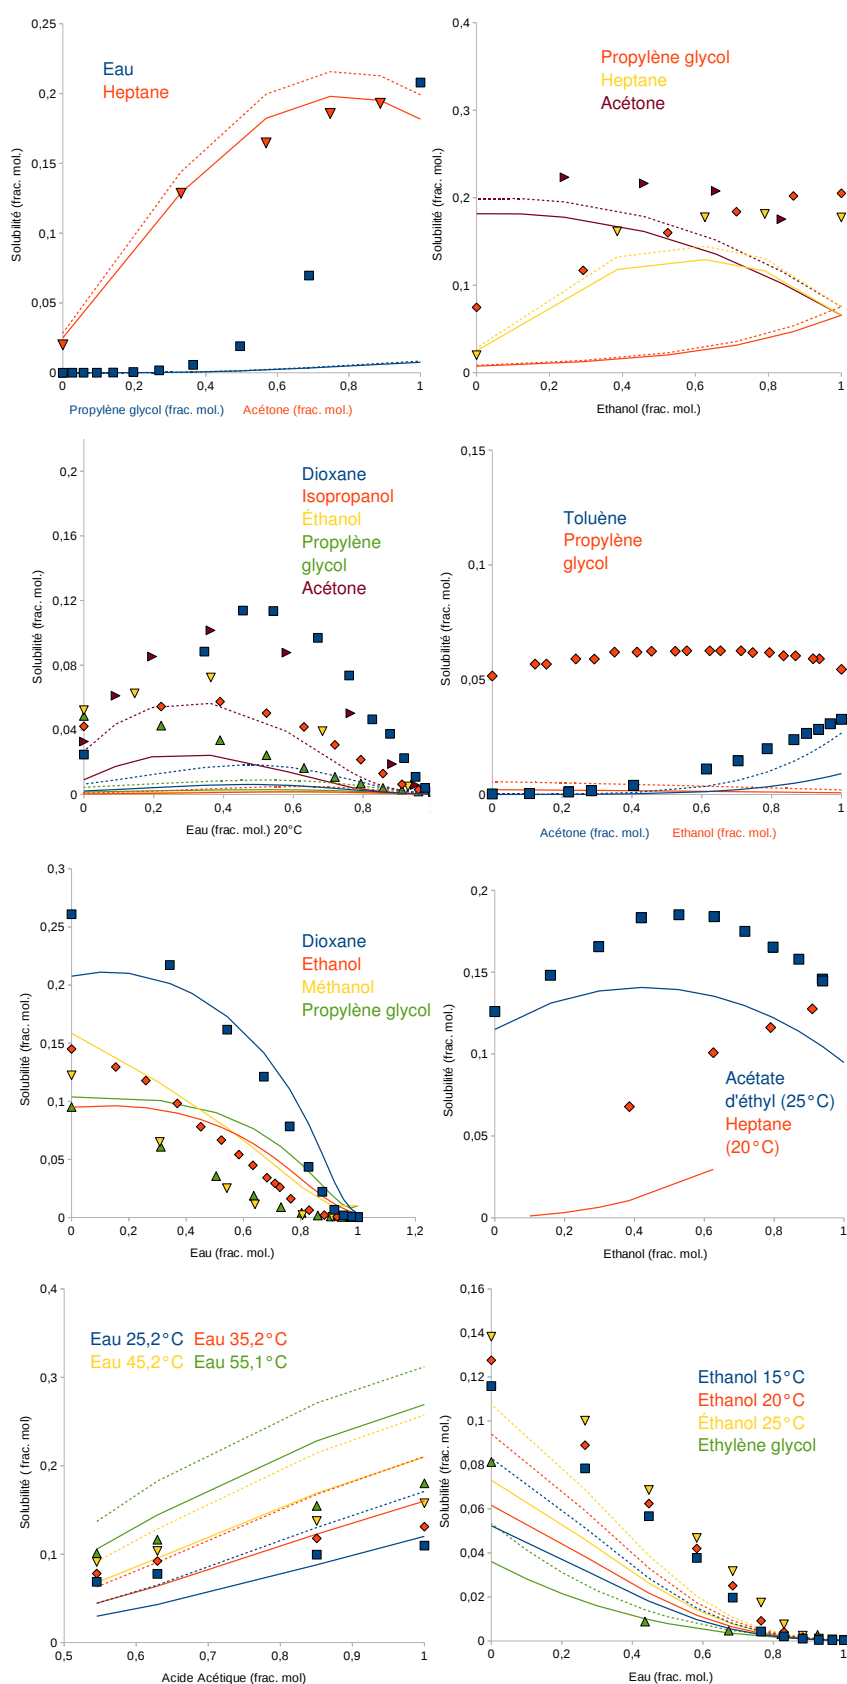 0,25
0,2
0,15
0,1
0,05
0
Solubilité (frac. mol.)
Eau
Heptane
0 0,2 0,4 0,6 0,8 1
Propylène glycol (frac. mol.) Acétone (frac. mol.)
0,4
0,3
0,2
0,1
0
Solubilité (frac. mol.)
Propylène glycol
Heptane
Acétone
0 0,2 0,4 0,6 0,8 1
Ethanol (frac. mol.)
0,2
0,16
0,12
0,08
0,04
0
Solubilité (frac. mol.)
Dioxane
Isopropanol
Éthanol
Propylène
glycol
Acétone
0 0,2 0,4 0,6 0,8 1
Eau (frac. mol.) 20°C
0,15
0,1
0,05
0
Solubilité (frac. mol.)
Toluène
Propylène
glycol
0 0,2 0,4 0,6 0,8 1
Acétone (frac. mol.) Ethanol (frac. mol.)
0,3
0,25
0,2
0,15
0,1
0,05
0
Solubilité (frac. mol.)
Dioxane
Ethanol
Méthanol
Propylène glycol
0 0,2 0,4 0,6 0,8 1 1,2
Eau (frac. mol.)
0,2
0,15
0,1
0,05
0
Solubilité (frac. mol.)
Acétate
d'éthyl (25°C)
Heptane
(20°C)
0 0,2 0,4 0,6 0,8 1
Ethanol (frac. mol.)
0,4
0,3
0,2
0,1
0
Solubilité ( frac. mol)
Eau 25,2°C Eau 35,2°C
Eau 45,2°C Eau 55,1°C
0,5 0,6 0,7 0,8 0,9 1
Acide Acétique (frac. mol)
0,16
0,14
0,12
0,1
0,08
0,06
0,04
0,02
0
Solubilité (frac. mol.)
Ethanol 15°C
Ethanol 20°C
Éthanol 25°C
Ethylène glycol
0 0,2 0,4 0,6 0,8 1
Eau (frac. mol.)